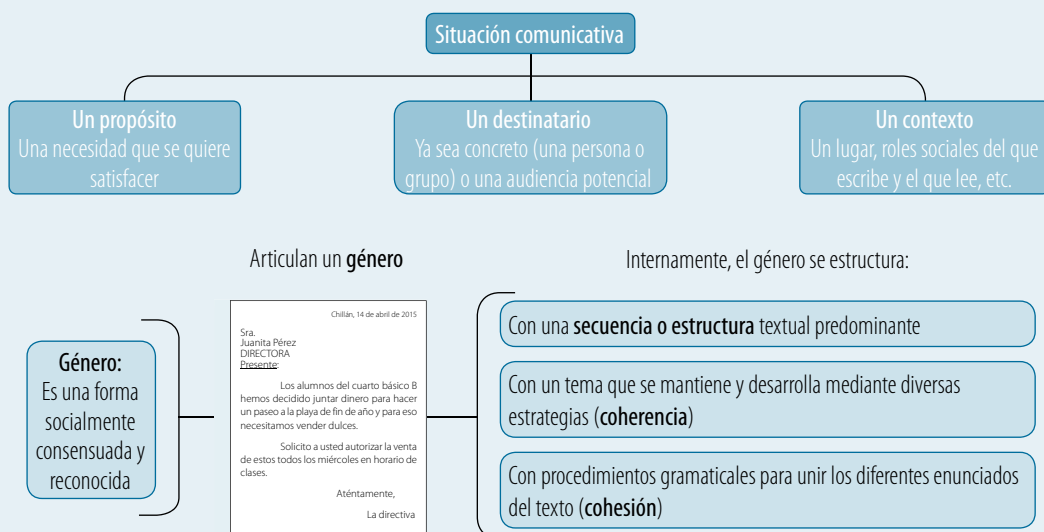 Situación comunicativa
Un propósito
Una necesidad que se quiere
satisfacer
Un destinatario
Ya sea concreto (una persona o
grupo) o una audiencia potencial
Un contexto
Un lugar, roles sociales del que
escribe y el que lee, etc.
Articulan un género
Internamente, el género se estructura:
Género:
Es una forma
socialmente
consensuada y
reconocida
Chillán, 14 de abril de 2015
Sra.
Juanita Pérez
DIRECTORA
Presente:
Los alumnos del cuarto básico B
hemos decidido juntar dinero para hacer
un paseo a la playa de fin de año y para eso
necesitamos vender dulces.
Solicito a usted autorizar la venta
de estos todos los miércoles en horario de
clases.
Aténtamente,
La directiva
Con una secuencia o estructura textual predominante
Con un tema que se mantiene y desarrolla mediante diversas
estrategias (coherencia)
Con procedimientos gramaticales para unir los diferentes enunciados
del texto (cohesión)